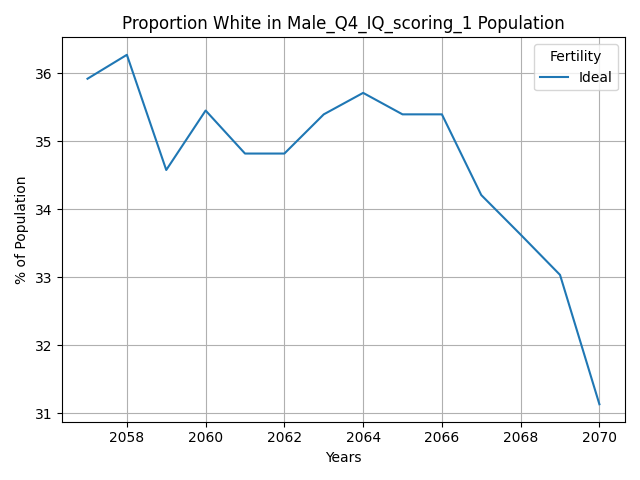 Proportion White in Male_Q4_IQ_scoring_1 Population
Fertility
Ideal
% of Population
36
35
34
33
32
31
2058 2060 2062 2064 2066 2068 2070
Years